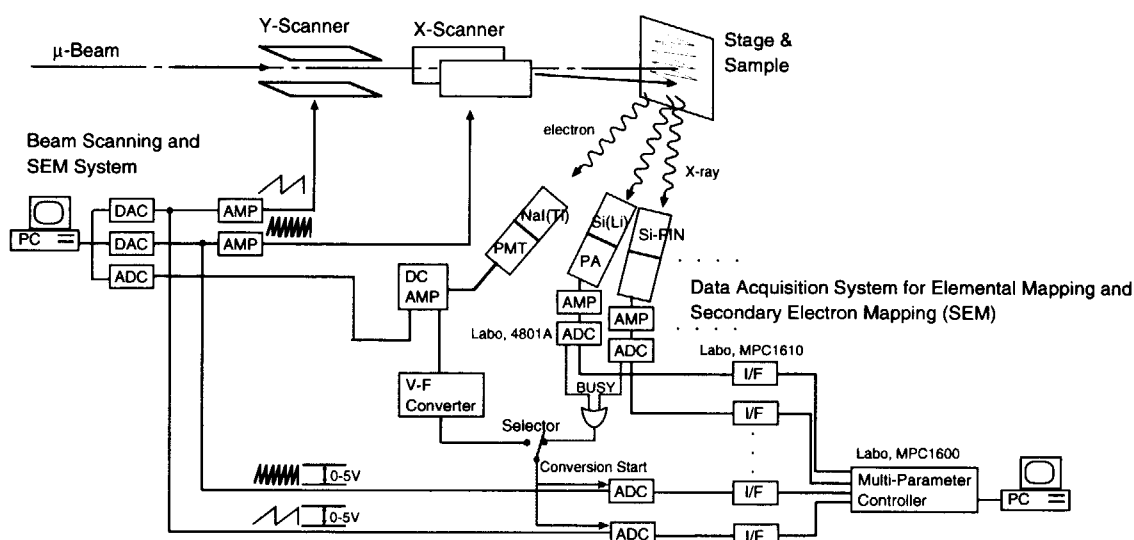 Y-Scanner
X-Scanner
Stage &
Sample
μ-Beam
electron
X-ray
Beam Scanning and
SEM System
PC
DAC
AMP
DAC
AMP
ADC
NaI(Tl)
PMT
Si(Li)
PA
Si-PIN
DC
AMP
AMP
AMP
Labo, 4801A
ADC
ADC
Data Acquisition System for Elemental Mapping and
Secondary Electron Mapping (SEM)
Labo, MPC1610
I/F
BUSY
I/F
V-F
Converter
Selector
Conversion Start
0-5V
ADC
I/F
0-5V
ADC
I/F
Labo, MPC1600
Multi-Parameter
Controller
PC